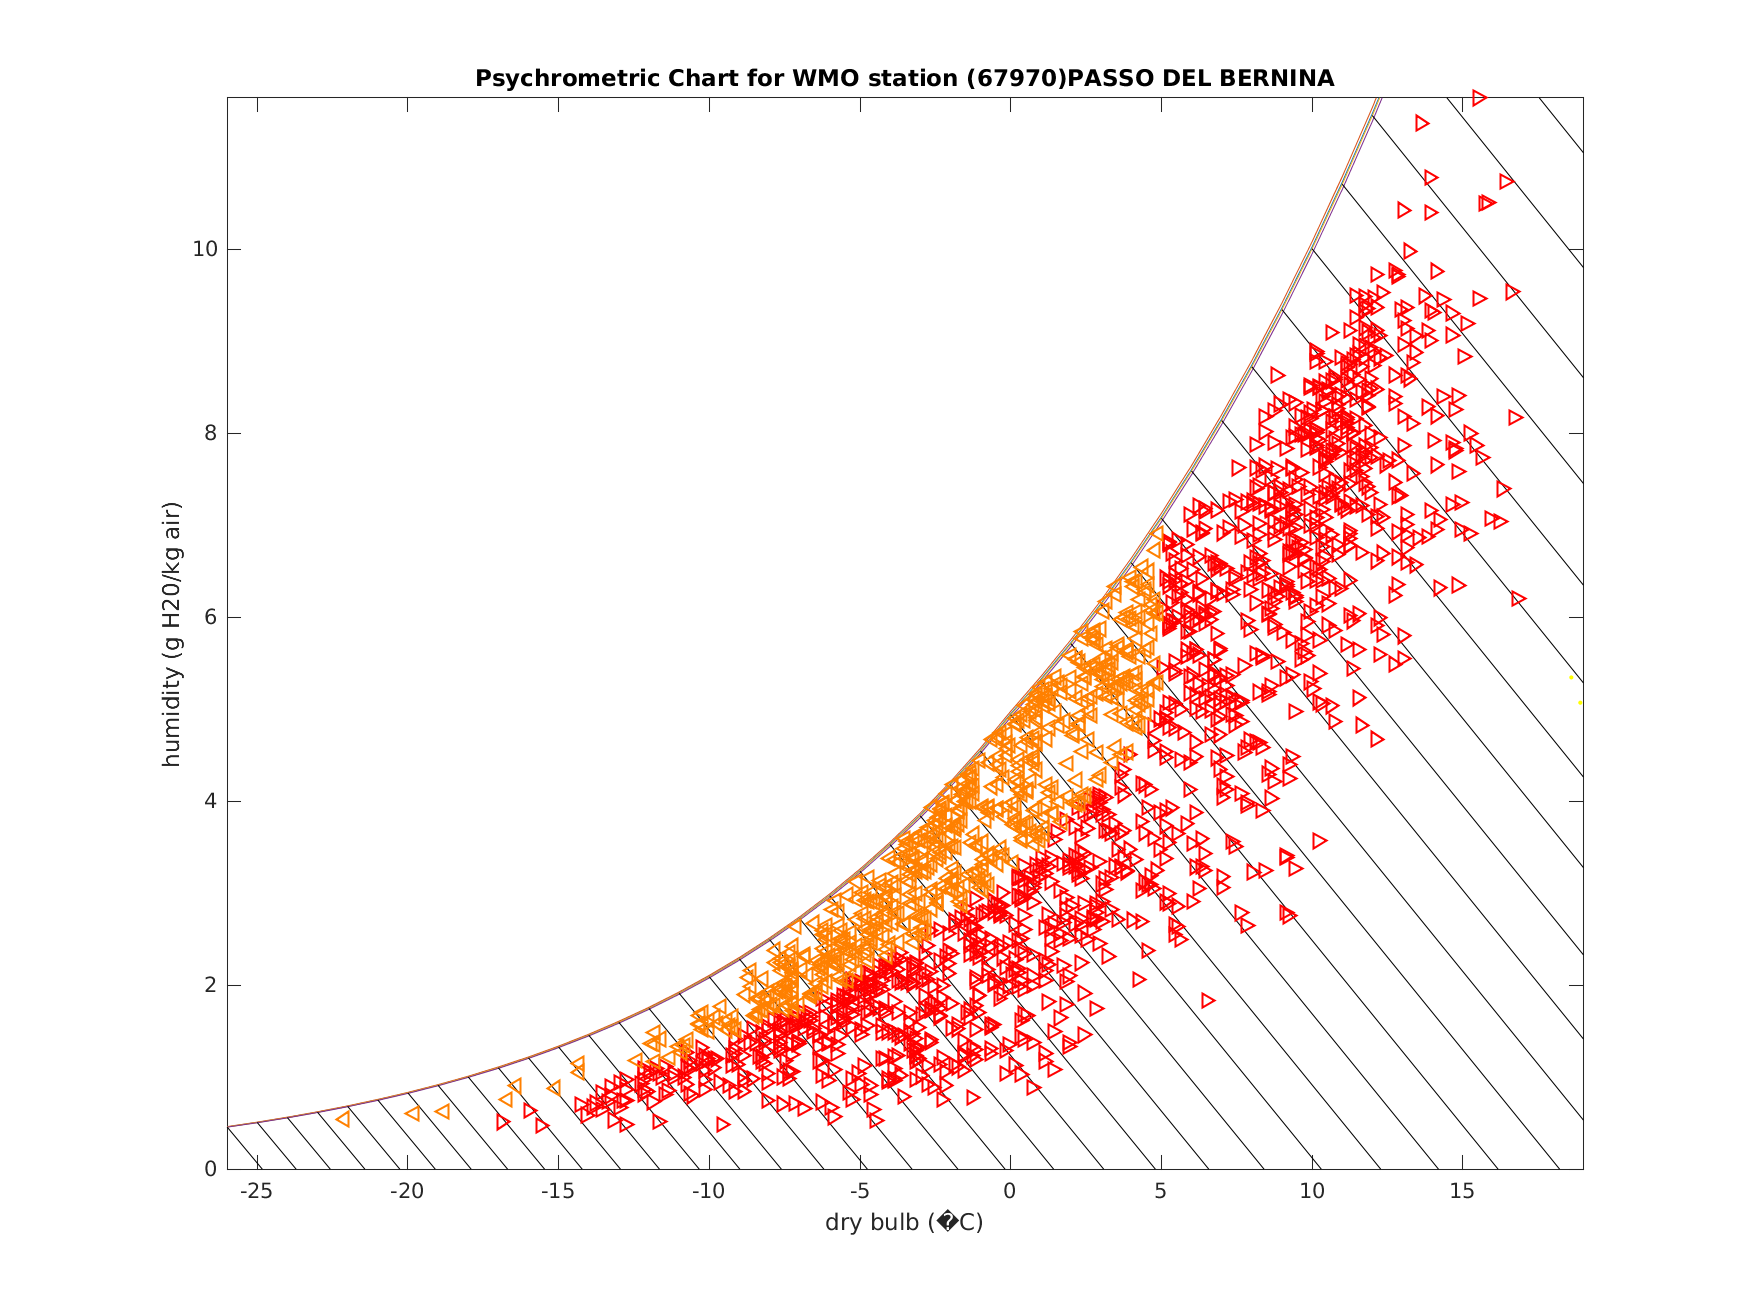 Psychrometric Chart for WMO station (67970)PASSO DEL BERNINA
humidity (g H20/kg air)
10
8
6
4
2
0
-25 -20 -15 -10 -5 0 5 10 15
dry bulb (�C)